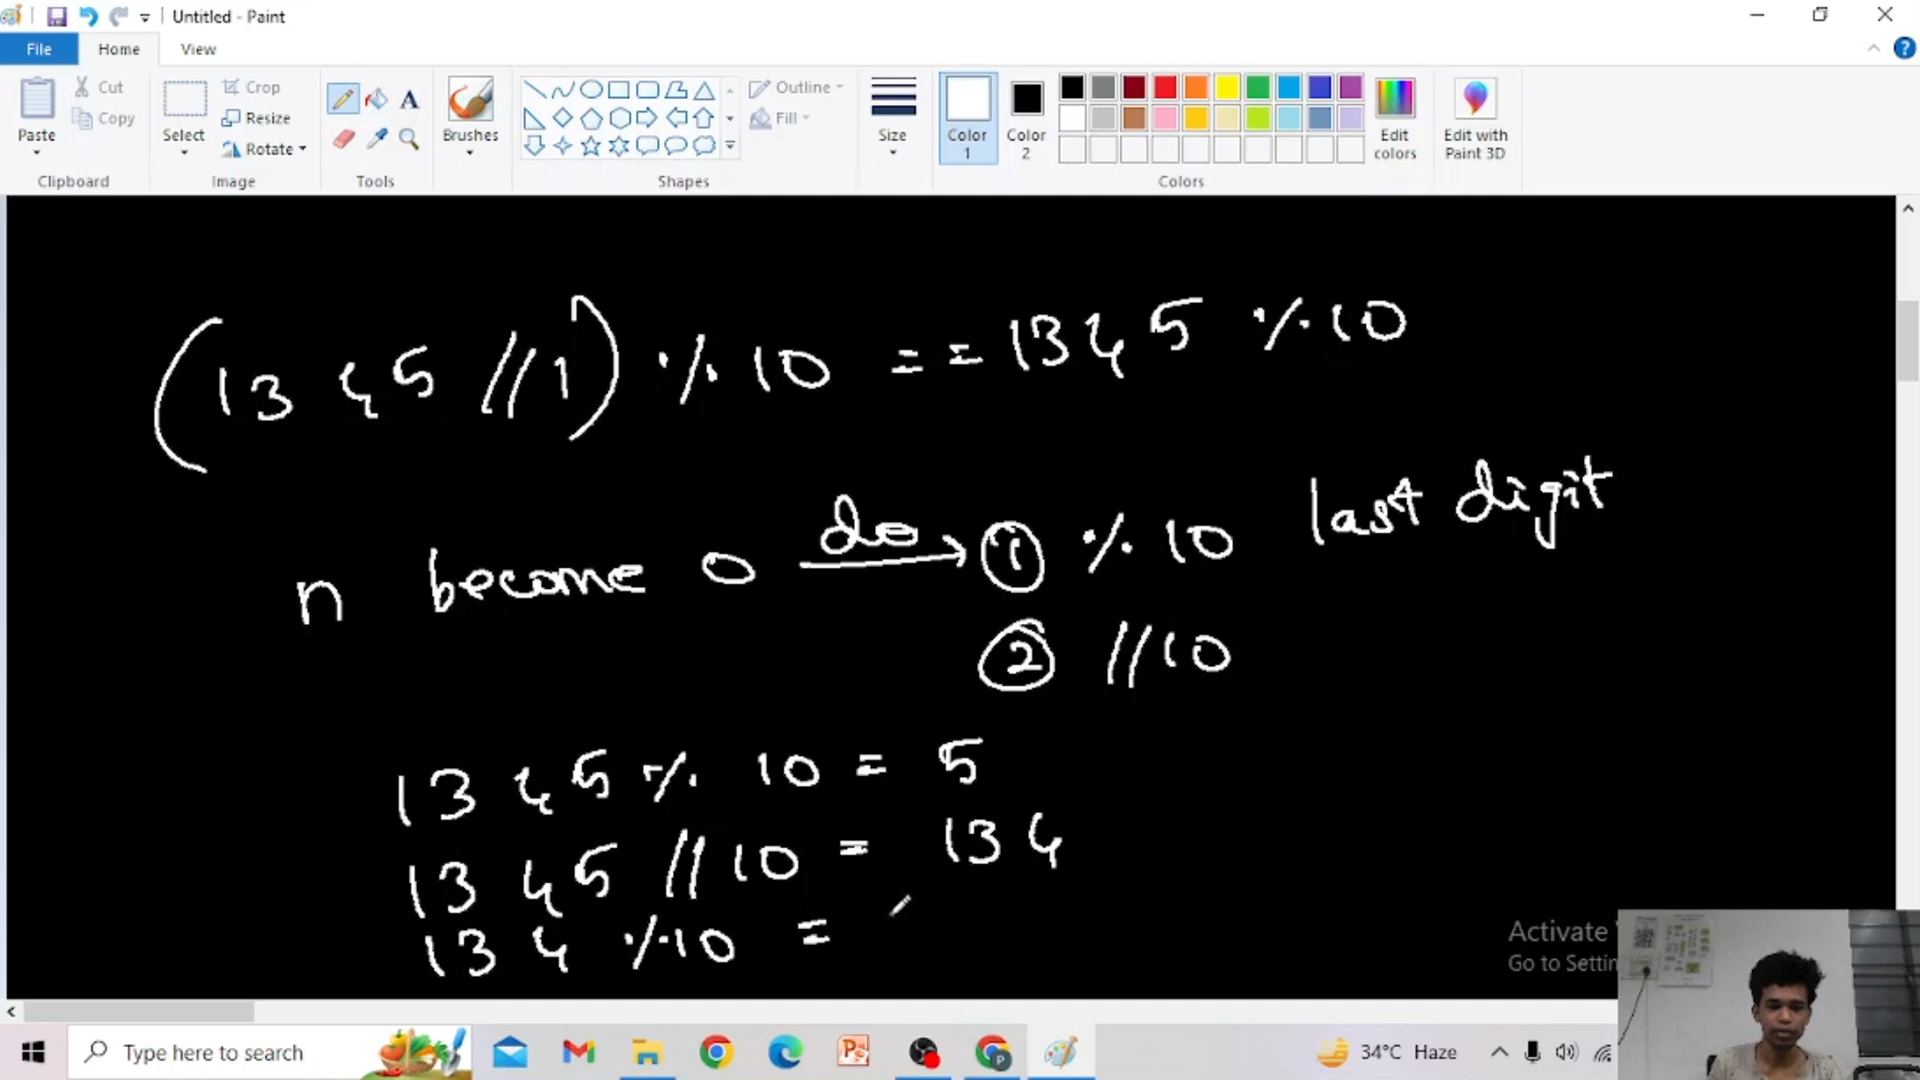 Untitled - Paint
File Home View
Paste
Cut
Copy
Clipboard
Select
Crop
Resize
Rotate
Image
A
Tools
Brushes
Shapes
Outline
Fill
Size
Color 1
Color 2
Colors
Edit colors
Edit with Paint 3D
(1345 //1) % 10 == 1345 % 10
n become 0 do → ① % 10 last digit
② //10
1345 % 10 = 5
1345 // 10 = 134
134 % 10 =
Activate
Go to Settin
Type here to search
34°C Haze